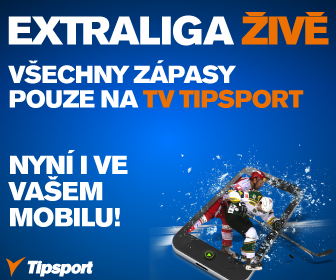 EXTRALIGA ŽIVĚ
VŠECHNY ZÁPASY
POUZE NA TV TIPSPORT
NYNÍ I VE
VAŠEM
MOBILU!
Tipsport